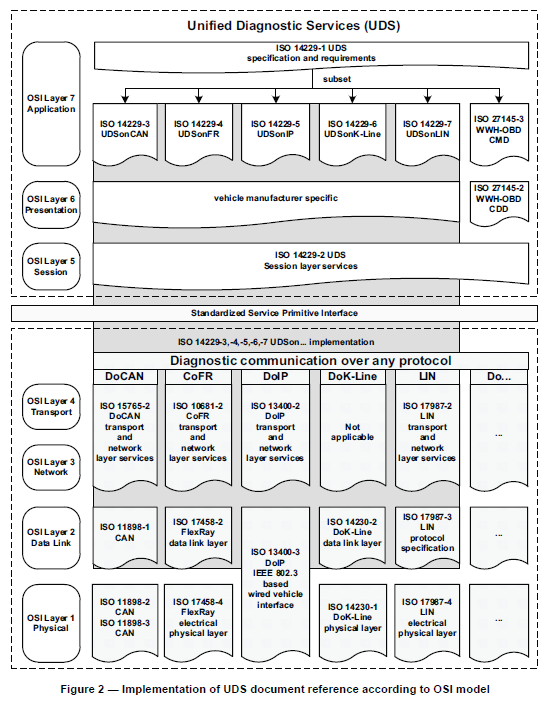 Unified Diagnostic Services (UDS)
ISO 14229-1 UDS
specification and requirements
subset
OSI Layer 7
Application
ISO 14229-3
UDSonCAN
ISO 14229-4
UDSonFR
ISO 14229-5
UDSonIP
ISO 14229-6
UDSonK-Line
ISO 14229-7
UDSonLIN
ISO 27145-3
WWH-OBD
CMD
OSI Layer 6
Presentation
vehicle manufacturer specific
ISO 27145-2
WWH-OBD
CDD
OSI Layer 5
Session
ISO 14229-2 UDS
Session layer services
Standardized Service Primitive Interface
ISO 14229-3,-4,-5,-6,-7 UDSon... implementation
Diagnostic communication over any protocol
DoCAN
CoFR
DoIP
DoK-Line
LIN
Do...
OSI Layer 4
Transport
OSI Layer 3
Network
ISO 15765-2
DoCAN
transport
and
network
layer services
ISO 10681-2
CoFR
transport
and
network
layer services
ISO 13400-2
DoIP
transport
and
network
layer services
Not
applicable
ISO 17987-2
LIN
transport
and
network
layer services
...
OSI Layer 2
Data Link
ISO 11898-1
CAN
ISO 17458-2
FlexRay
data link layer
ISO 13400-3
DoIP
IEEE 802.3
based
wired vehicle
interface
ISO 14230-2
DoK-Line
data link layer
ISO 17987-3
LIN
protocol
specification
...
OSI Layer 1
Physical
ISO 11898-2
CAN
ISO 11898-3
CAN
ISO 17458-4
FlexRay
electrical
physical layer
ISO 14230-1
DoK-Line
physical layer
ISO 17987-4
LIN
electrical
physical layer
...
Figure 2 — Implementation of UDS document reference according to OSI model